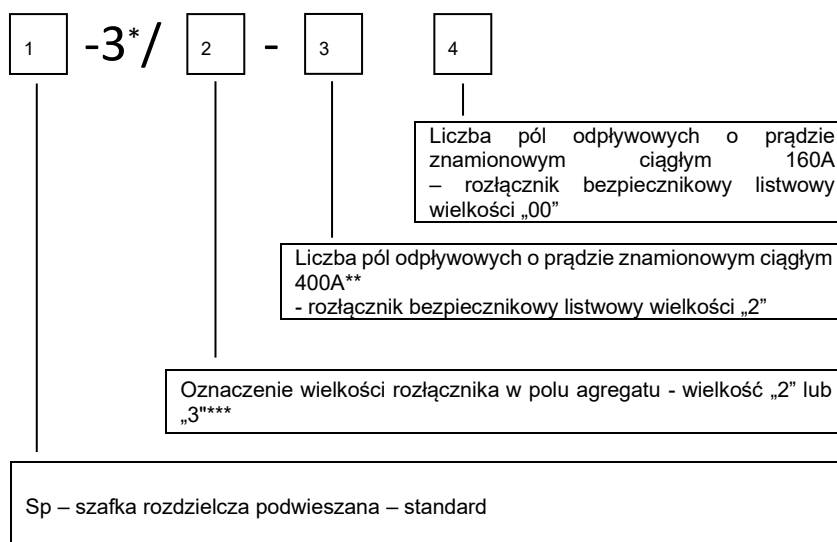 1 -3*/ 2 - 3 4
Liczba pól odpływowych o prądzie
znamionowym ciągłym 160A
– rozłącznik bezpiecznikowy listwowy
wielkości „00”
Liczba pól odpływowych o prądzie znamionowym ciągłym
400A**
- rozłącznik bezpiecznikowy listwowy wielkości „2”
Oznaczenie wielkości rozłącznika w polu agregatu - wielkość „2” lub
„3"***
Sp – szafka rozdzielcza podwieszana – standard